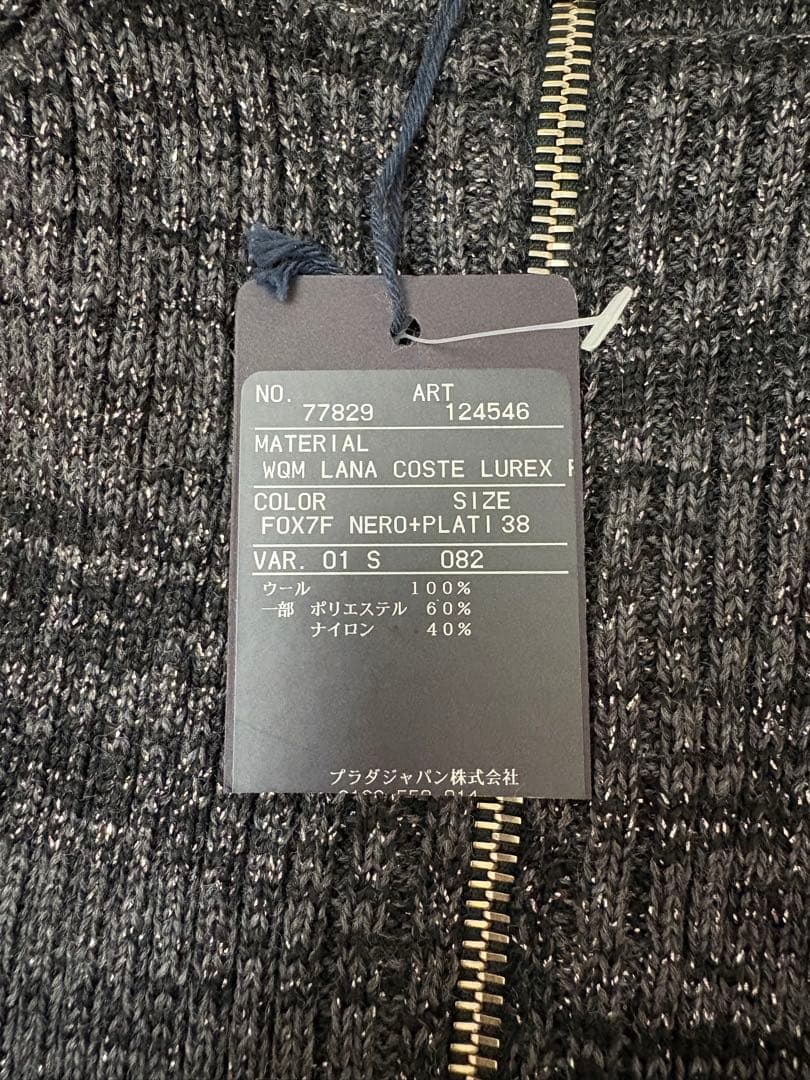 NO. ART
77829 124546
MATERIAL
WQM LANA COSTE LUREX
COLOR SIZE
F0X7F NERO+PLATI 38
VAR. 01 S 082
ウール 100%
一部 ポリエステル 60%
ナイロン 40%
プラダジャパン株式会社